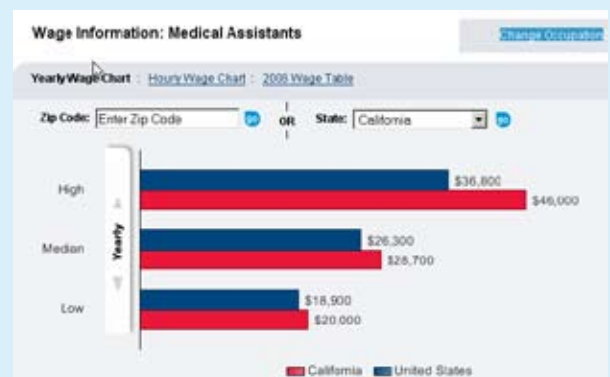 Wage Information: Medical Assistants
Change Occupation
Yearly Wage Chart : Hourly Wage Chart : 2008 Wage Table
Zip Code: Enter Zip Code go OR State: California go
High
$36,800
$46,000
Yearly
Median
$26,300
$28,700
Low
$18,900
$20,000
California United States